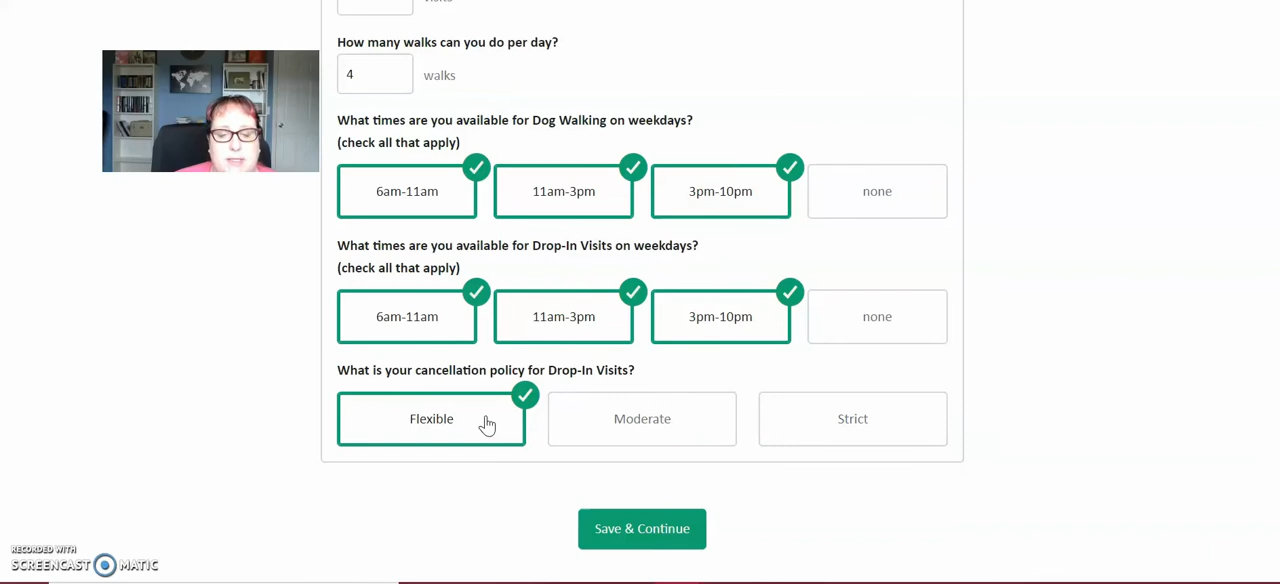 visits
How many walks can you do per day?
4 walks
What times are you available for Dog Walking on weekdays?
(check all that apply)
6am-11am 11am-3pm 3pm-10pm none
What times are you available for Drop-In Visits on weekdays?
(check all that apply)
6am-11am 11am-3pm 3pm-10pm none
What is your cancellation policy for Drop-In Visits?
Flexible Moderate Strict
Save & Continue
RECORDED WITH
SCREENCAST MATIC